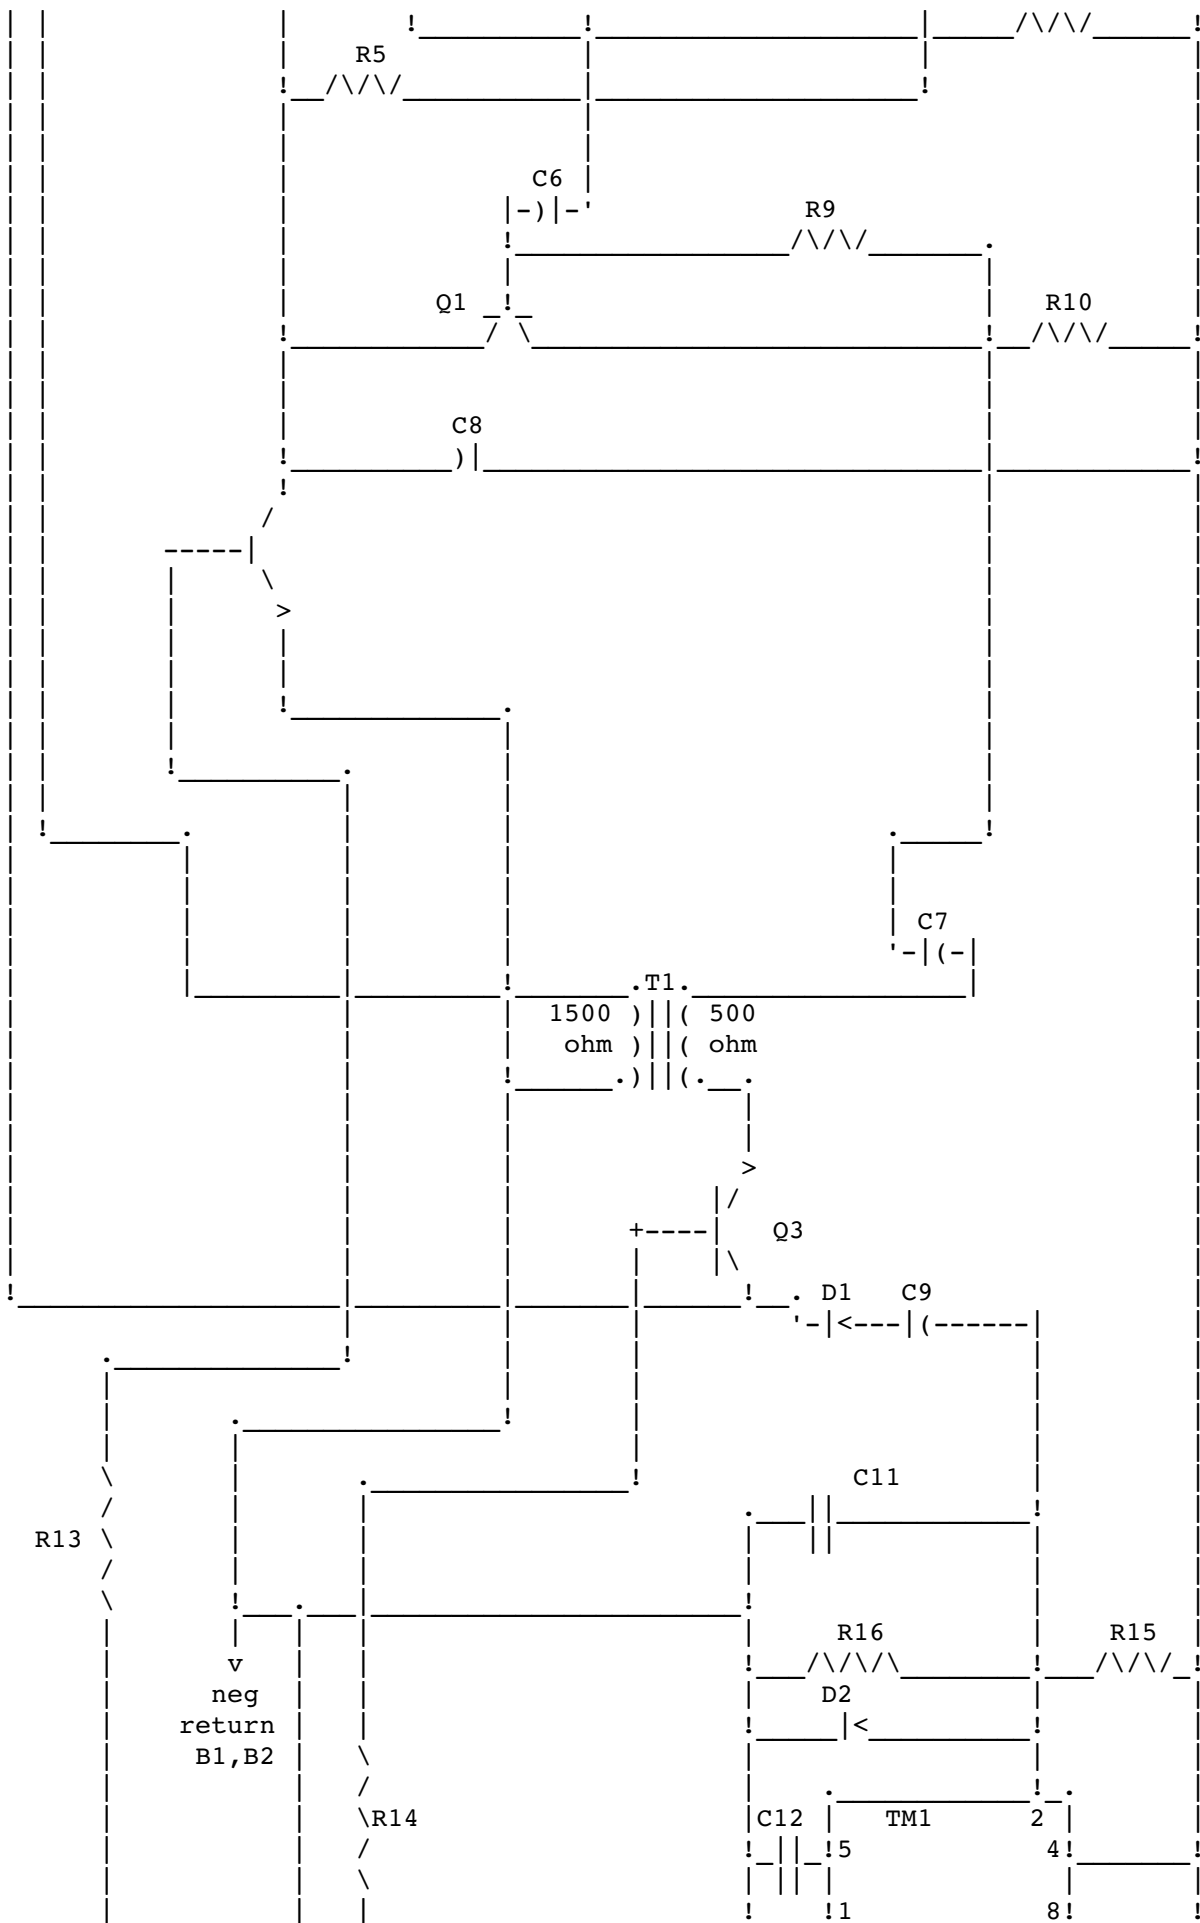 R5
C6
R9
Q1
R10
C8
C7
T1
1500
500
ohm
ohm
Q3
D1 C9
C11
R13
R16
R15
v
neg
D2
return
B1,B2
R14
C12
TM1
2
5
4
1
8